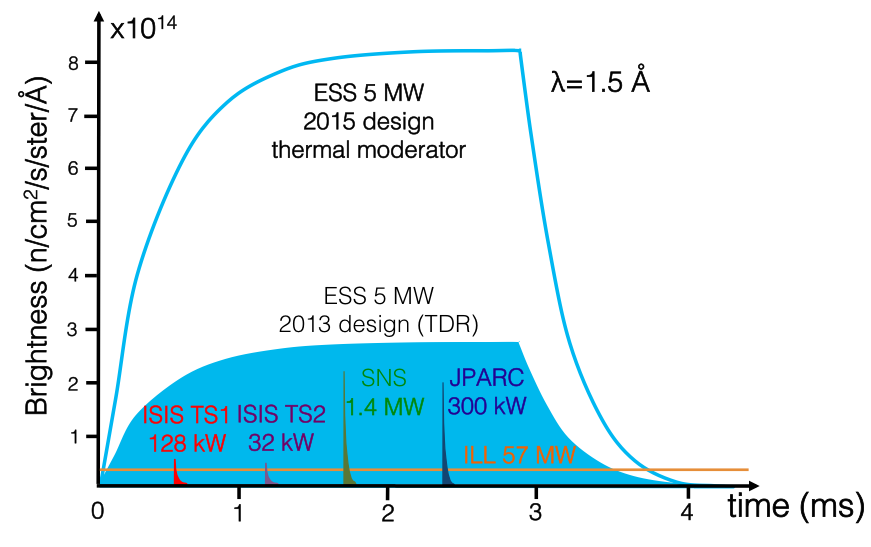 x10¹⁴
8
7
6
5
4
3
2
1
Brightness (n/cm²/s/ster/Å)
λ=1.5 Å
ESS 5 MW
2015 design
thermal moderator
ESS 5 MW
2013 design (TDR)
ISIS TS1
128 kW
ISIS TS2
32 kW
SNS
1.4 MW
JPARC
300 kW
ILL 57 MW
0
1
2
3
4
time (ms)